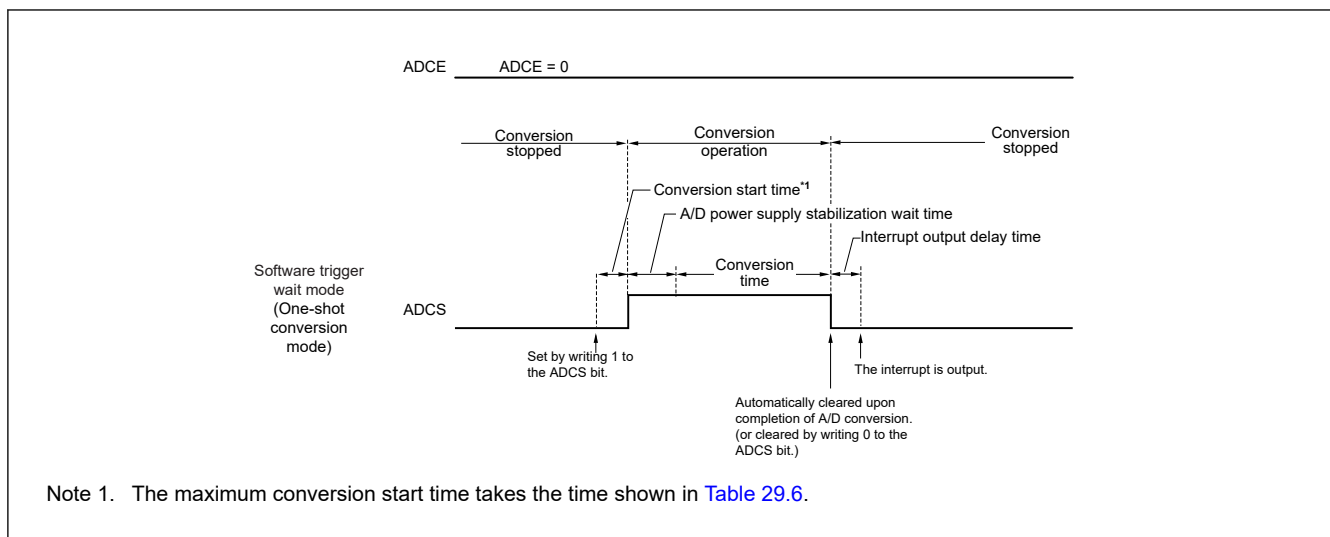 ADCE ADCE = 0
Conversion
stopped
Conversion
operation
Conversion
stopped
Conversion start time*1
A/D power supply stabilization wait time
Interrupt output delay time
Conversion
time
Software trigger
wait mode
(One-shot
conversion
mode)
ADCS
Set by writing 1 to
the ADCS bit.
The interrupt is output.
Automatically cleared upon
completion of A/D conversion.
(or cleared by writing 0 to the
ADCS bit.)
Note 1. The maximum conversion start time takes the time shown in Table 29.6.